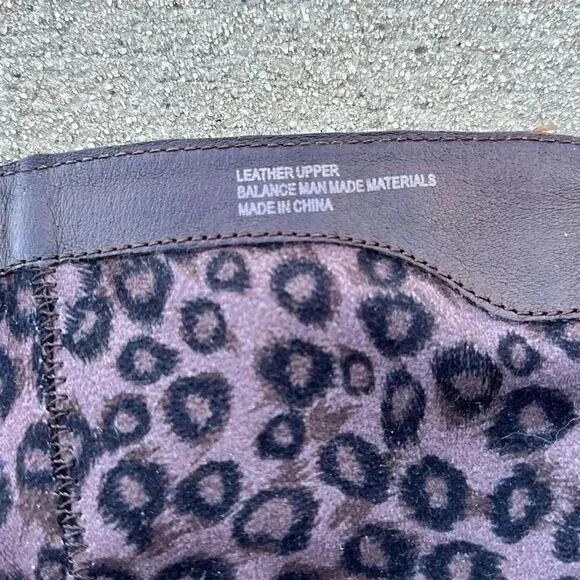 LEATHER UPPER
BALANCE MAN MADE MATERIALS
MADE IN CHINA